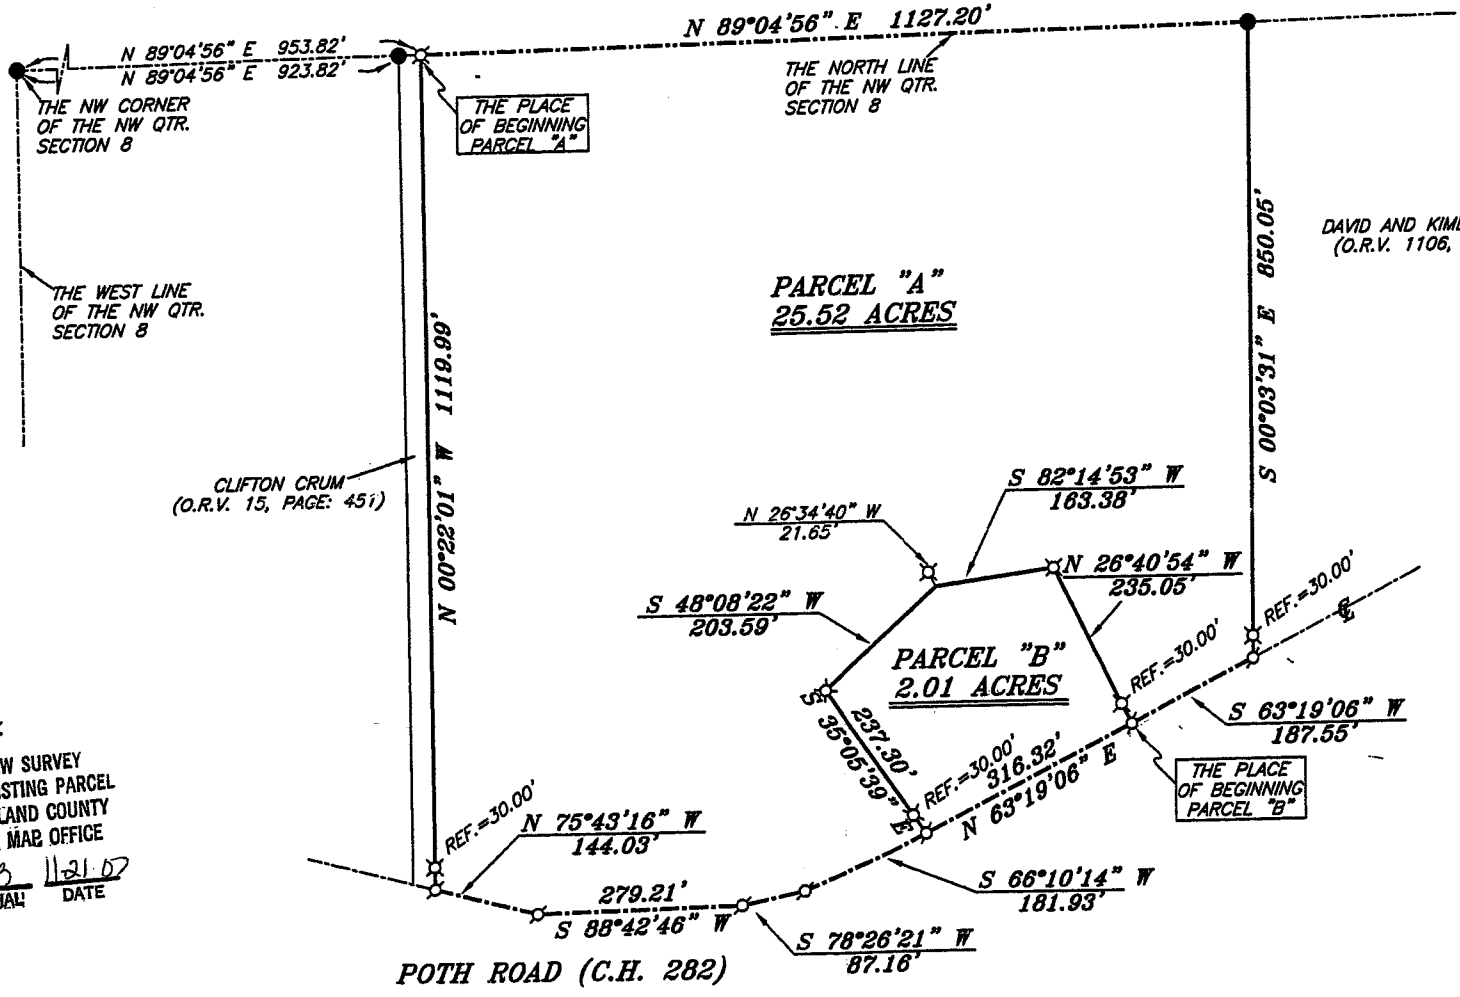 N 89°04'56" E 1127.20'
N 89°04'56" E 953.82'
N 89°04'56" E 923.82'
THE NW CORNER
OF THE NW QTR.
SECTION 8
THE PLACE
OF BEGINNING
PARCEL "A"
THE NORTH LINE
OF THE NW QTR.
SECTION 8
S 00°03'31" E 850.05'
DAVID AND
(O.R.V. 1106,
THE WEST LINE
OF THE NW QTR.
SECTION 8
PARCEL "A"
25.52 ACRES
N 00°22'01" W 1119.99'
CLIFTON CRUM
(O.R.V. 15, PAGE: 451)
S 82°14'53" W
163.38'
N 26°34'40" W
21.65'
N 26°40'54" W
235.05'
S 48°08'22" W
203.59'
PARCEL "B"
2.01 ACRES
REF.=30.00'
REF.=30.00'
CL
S 63°19'06" W
187.55'
237.30'
S 35°05'39" E
REF.=30.00'
316.32'
N 63°19'06" E
THE PLACE
OF BEGINNING
PARCEL "B"
W SURVEY
STING PARCEL
LAND COUNTY
MAP OFFICE
11-21-07
DATE
REF.=30.00'
N 75°43'16" W
144.03'
279.21'
S 88°42'46" W
S 66°10'14" W
181.93'
S 78°26'21" W
87.16'
POTH ROAD (C.H. 282)